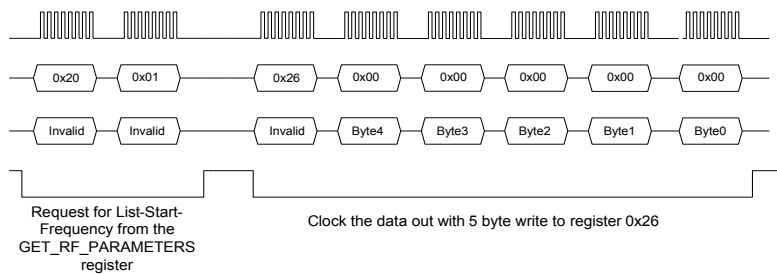 0x20 0x01 0x26 0x00 0x00 0x00 0x00 0x00
Invalid Invalid Invalid Byte4 Byte3 Byte2 Byte1 Byte0
Request for List-Start-
Frequency from the
GET_RF_PARAMETERS
register
Clock the data out with 5 byte write to register 0x26